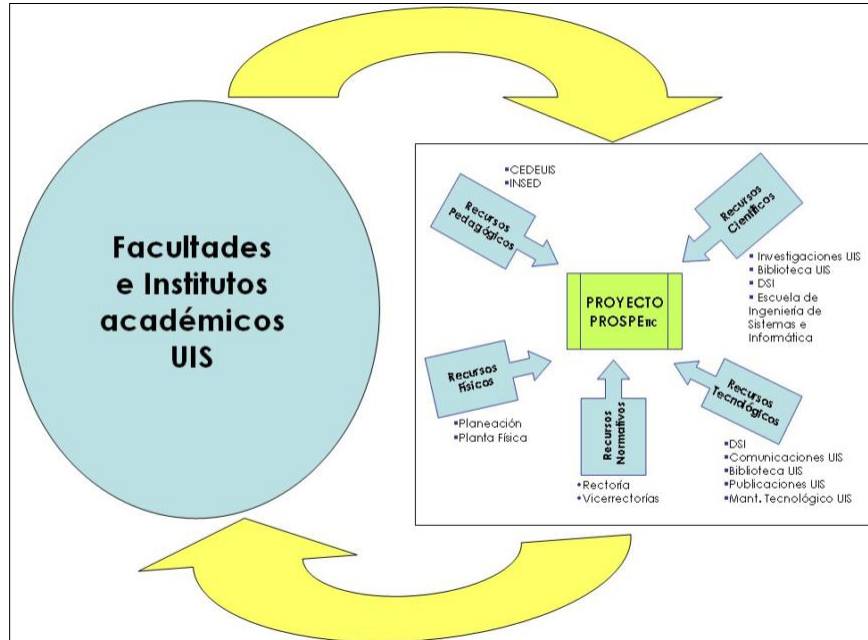 Facultades
e Institutos
académicos
UIS
▪CEDEUIS
▪INSED
Recursos
Pedagógicos
Recursos
Científicos
▪ Investigaciones UIS
▪ Biblioteca UIS
▪ DSI
▪ Escuela de
Ingeniería de
Sistemas e
Informática
PROYECTO
PROSPETIC
Recursos
Físicos
▪Planeación
▪Planta Física
Recursos
Normativos
•Rectoría
•Vicerrectorías
Recursos
Tecnológicos
▪DSI
▪Comunicaciones UIS
▪Biblioteca UIS
▪Publicaciones UIS
▪Mant. Tecnológico UIS